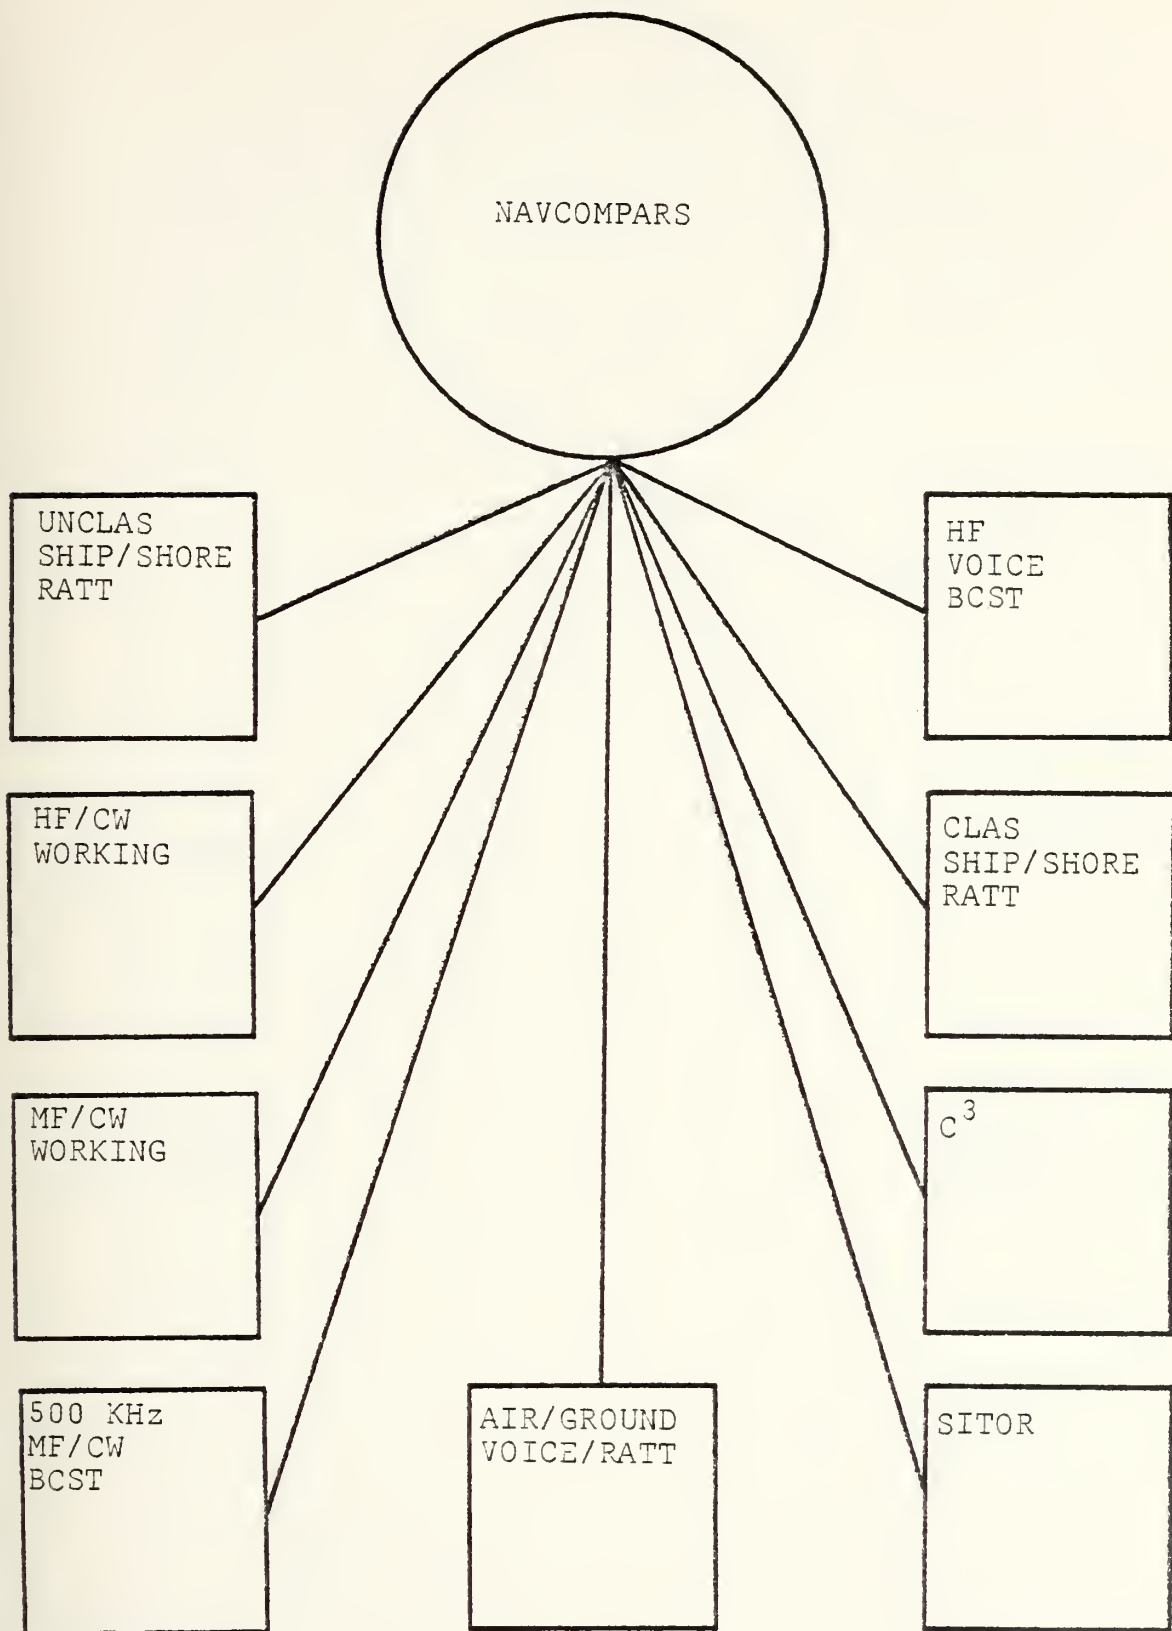 NAVCOMPARS
UNCLAS
SHIP/SHORE
RATT
HF
VOICE
BCST
HF/CW
WORKING
CLAS
SHIP/SHORE
RATT
MF/CW
WORKING
C³
500 KHz
MF/CW
BCST
AIR/GROUND
VOICE/RATT
SITOR